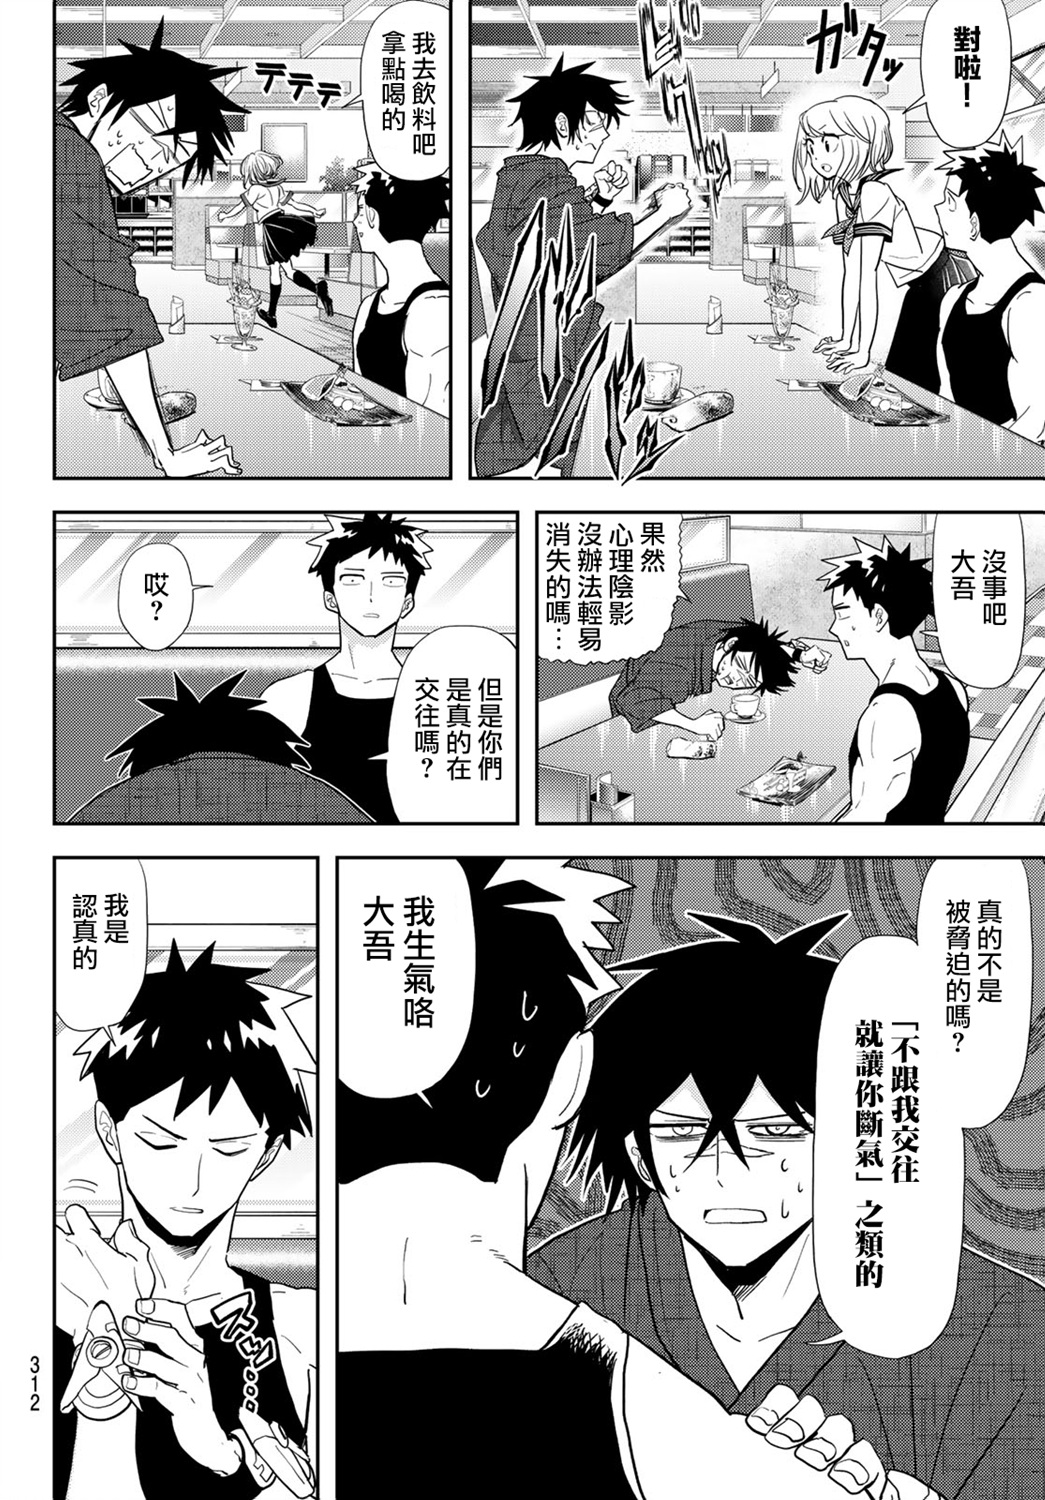 對啦！
ガタッ
我去飲料吧
拿點喝的
テテテ
沒事吧
大吾
果然
心理陰影
沒辦法輕易
消失的嗎…
但是你們
是真的在
交往嗎？
哎？
真的不是
被脅迫的嗎？
「不跟我交往
就讓你斷氣」之類的
我生氣咯
大吾
我是
認真的
スッ…
312